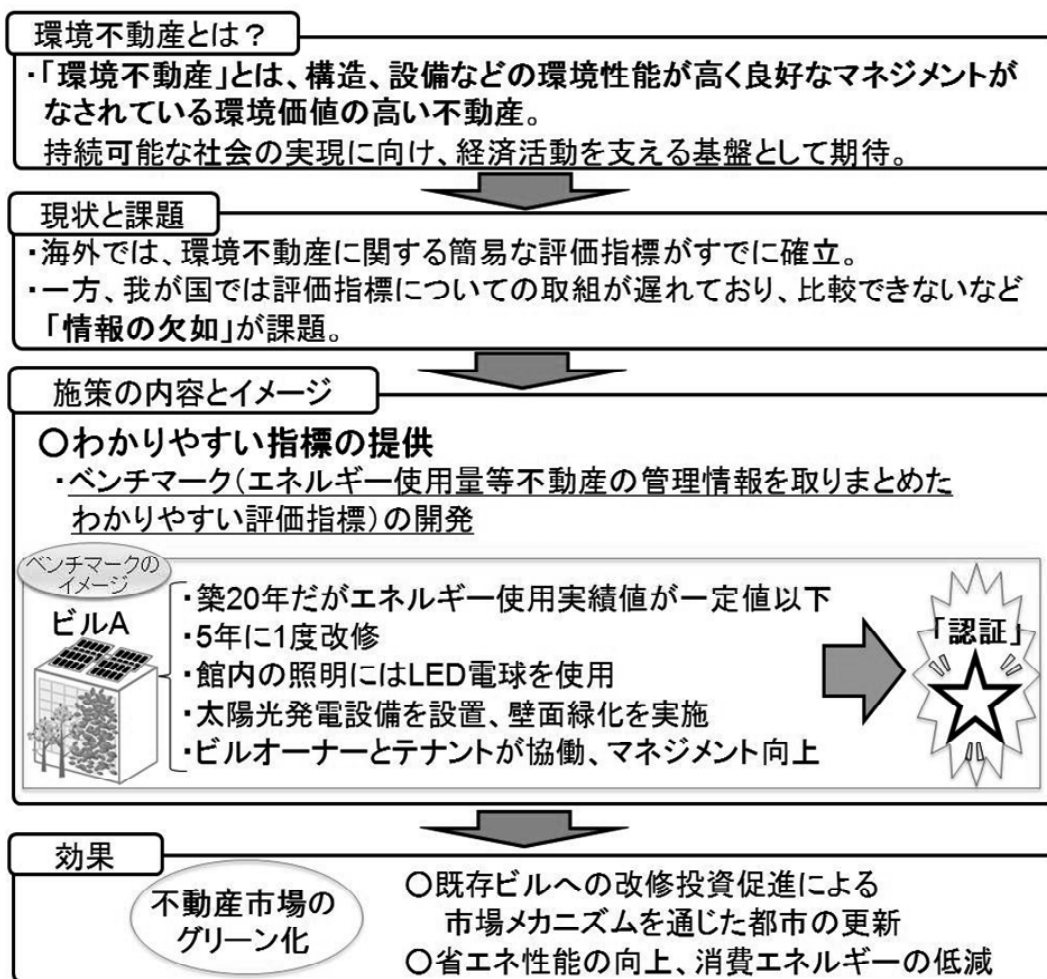 環境不動産とは？
・「環境不動産」とは、構造、設備などの環境性能が高く良好なマネジメントが
なされている環境価値の高い不動産。
持続可能な社会の実現に向け、経済活動を支える基盤として期待。
現状と課題
・海外では、環境不動産に関する簡易な評価指標がすでに確立。
・一方、我が国では評価指標についての取組が遅れており、比較できないなど
「情報の欠如」が課題。
施策の内容とイメージ
○わかりやすい指標の提供
・ベンチマーク（エネルギー使用量等不動産の管理情報を取りまとめた
わかりやすい評価指標）の開発
ベンチマークの
イメージ
ビルA
・築20年だがエネルギー使用実績値が一定値以下
・5年に1度改修
・館内の照明にはLED電球を使用
・太陽光発電設備を設置、壁面緑化を実施
・ビルオーナーとテナントが協働、マネジメント向上
「認証」
効果
不動産市場の
グリーン化
○既存ビルへの改修投資促進による
市場メカニズムを通じた都市の更新
○省エネ性能の向上、消費エネルギーの低減